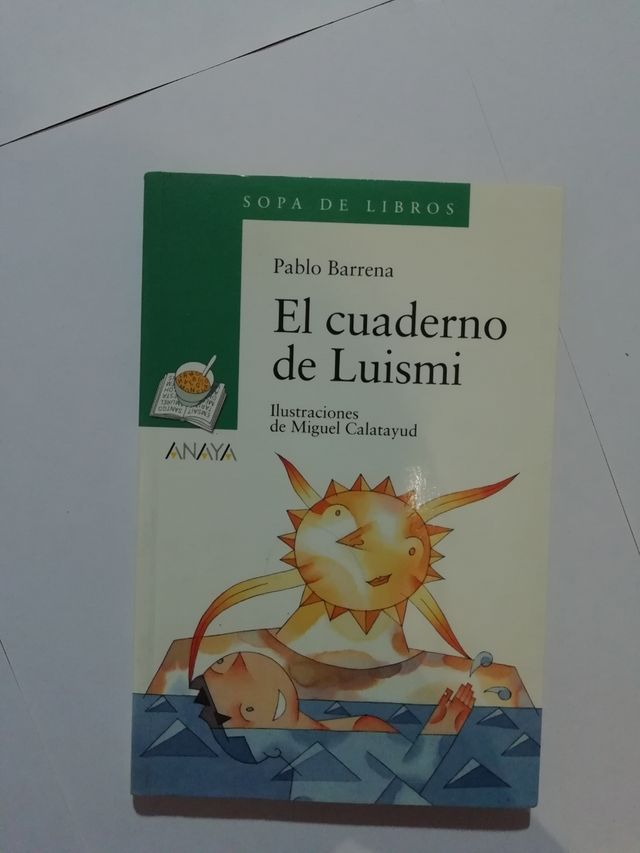 SOPA DE LIBROS
Pablo Barrena
El cuaderno
de Luismi
Ilustraciones
de Miguel Calatayud
ANAYA